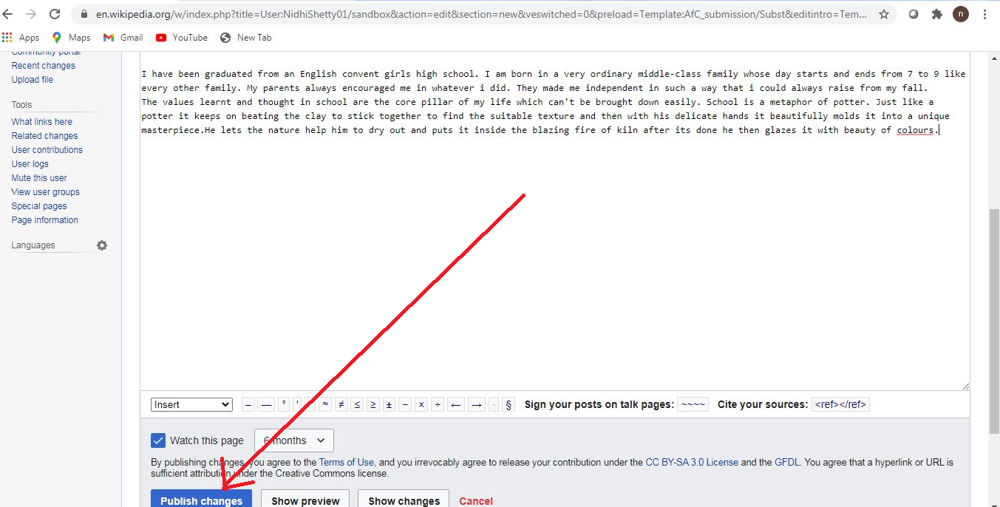 en.wikipedia.org/w/index.php?title=User:NidhiShetty01/sandbox&action=edit&section=new&veswitched=0&preload=Template:AfC_submission/Subst&editintro=Tem...
n
Apps Maps Gmail YouTube New Tab
Community portal
Recent changes
Upload file
Tools
What links here
Related changes
User contributions
User logs
Mute this user
View user groups
Special pages
Page information
Languages
I have been graduated from an English convent girls high school. I am born in a very ordinary middle-class family whose day starts and ends from 7 to 9 like
every other family. My parents always encouraged me in whatever i did. They made me independent in such a way that i could always raise from my fall.
The values learnt and thought in school are the core pillar of my life which can't be brought down easily. School is a metaphor of potter. Just like a
potter it keeps on beating the clay to stick together to find the suitable texture and then with his delicate hands it beautifully molds it into a unique
masterpiece.He lets the nature help him to dry out and puts it inside the blazing fire of kiln after its done he then glazes it with beauty of colours.
Insert – — ° ′ ≈ ≠ ≤ ≥ ± − × ÷ ← → · § Sign your posts on talk pages: ~~~~ Cite your sources: <ref></ref>
Watch this page 6 months
By publishing changes, you agree to the Terms of Use, and you irrevocably agree to release your contribution under the CC BY-SA 3.0 License and the GFDL. You agree that a hyperlink or URL is
sufficient attribution under the Creative Commons license.
Publish changes Show preview Show changes Cancel